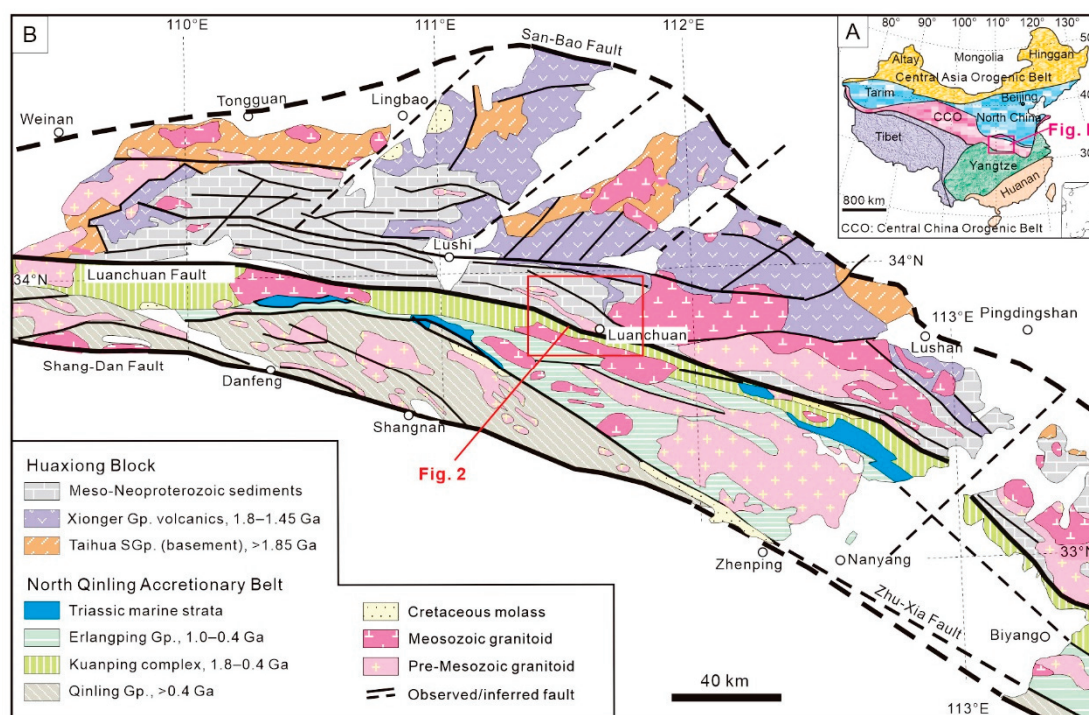 B
110°E
111°E
112°E
San-Bao Fault
Weinan
Tongguan
Lingbao
Lushi
Luanchuan Fault
34°N
34°N
Luanchuan
113°E
Pingdingshan
Lushan
Shang-Dan Fault
Danfeng
Shangnan
Fig. 2
Zhenping
Nanyang
33°N
Zhu-Xia Fault
Biyang
113°E
40 km
A
80°
90°
100°
110°
120°
130°
50
40
30
Altay
Mongolia
Hinggan
Central Asia Orogenic Belt
Tarim
Beijing
CCO
North China
Tibet
Yangtze
Huanan
800 km
CCO: Central China Orogenic Belt
Huaxiong Block
Meso-Neoproterozoic sediments
Xionger Gp. volcanics, 1.8–1.45 Ga
Taihua SGp. (basement), >1.85 Ga
North Qinling Accretionary Belt
Triassic marine strata
Erlangping Gp., 1.0–0.4 Ga
Kuanping complex, 1.8–0.4 Ga
Qinling Gp., >0.4 Ga
Cretaceous molass
Meosozoic granitoid
Pre-Mesozoic granitoid
Observed/inferred fault